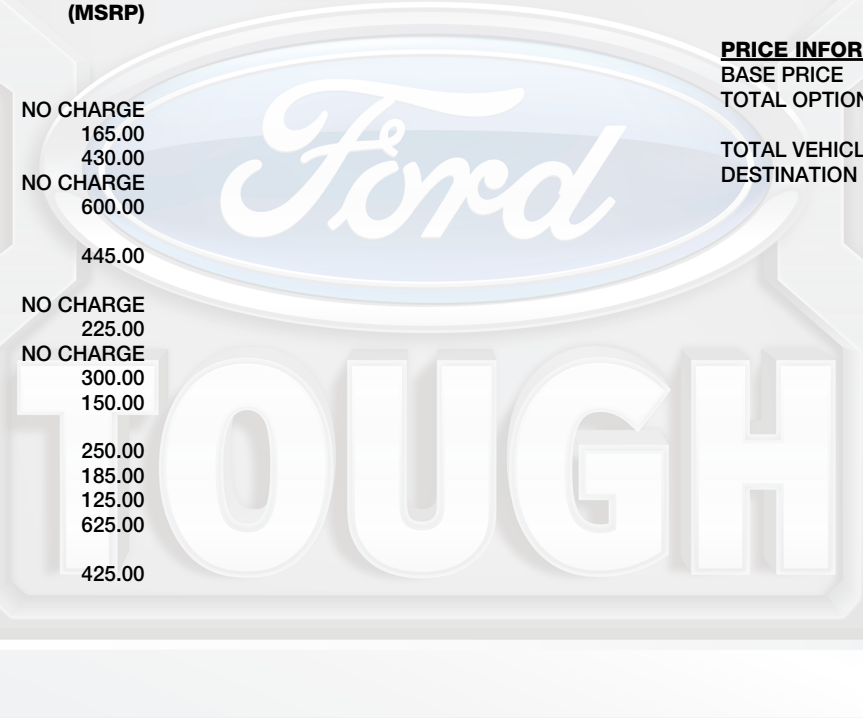 (MSRP)
NO CHARGE
165.00
430.00
NO CHARGE
600.00
445.00
NO CHARGE
225.00
NO CHARGE
300.00
150.00
250.00
185.00
125.00
625.00
425.00
PRICE INFOR
BASE PRICE
TOTAL OPTION
TOTAL VEHICL
DESTINATION
Ford
TOUGH